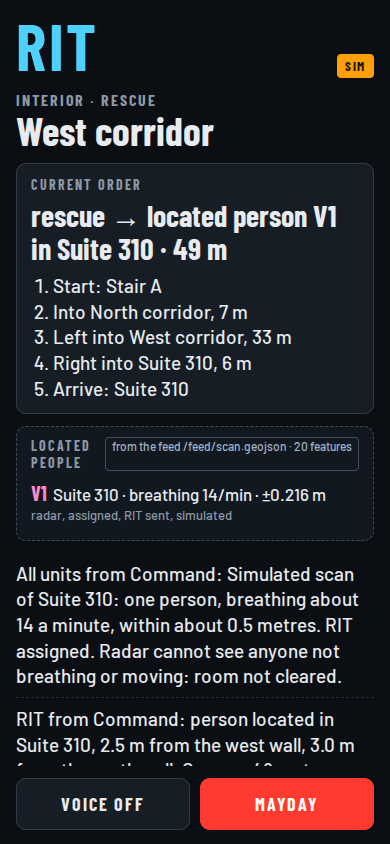 RIT
SIM
INTERIOR · RESCUE
West corridor
CURRENT ORDER
rescue → located person V1
in Suite 310 · 49 m
1. Start: Stair A
2. Into North corridor, 7 m
3. Left into West corridor, 33 m
4. Right into Suite 310, 6 m
5. Arrive: Suite 310
LOCATED
PEOPLE
from the feed /feed/scan.geojson · 20 features
V1 Suite 310 · breathing 14/min · ±0.216 m
radar, assigned, RIT sent, simulated
All units from Command: Simulated scan
of Suite 310: one person, breathing about
14 a minute, within about 0.5 metres. RIT
assigned. Radar cannot see anyone not
breathing or moving: room not cleared.
RIT from Command: person located in
Suite 310, 2.5 m from the west wall, 3.0 m
VOICE OFF
MAYDAY